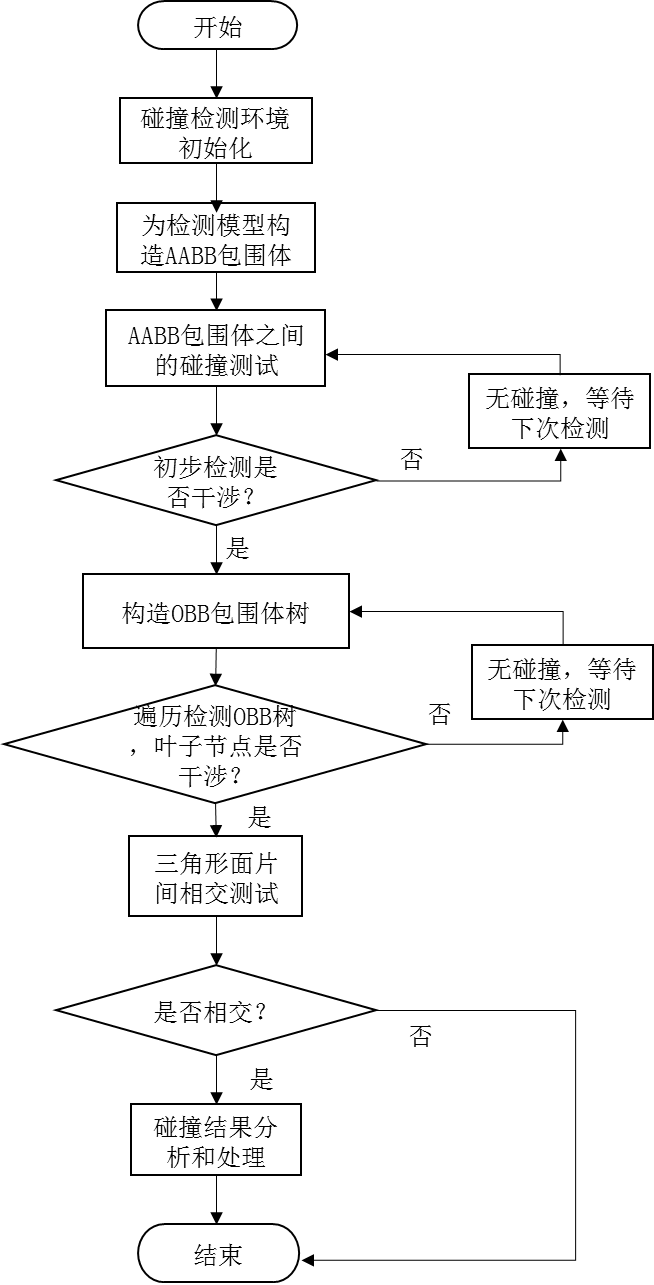 开始
碰撞检测环境
初始化
为检测模型构
造AABB包围体
AABB包围体之间
的碰撞测试
无碰撞，等待
下次检测
初步检测是
否干涉？
否
是
构造OBB包围体树
无碰撞，等待
下次检测
遍历检测OBB树
，叶子节点是否
干涉？
否
是
三角形面片
间相交测试
是否相交？
否
是
碰撞结果分
析和处理
结束